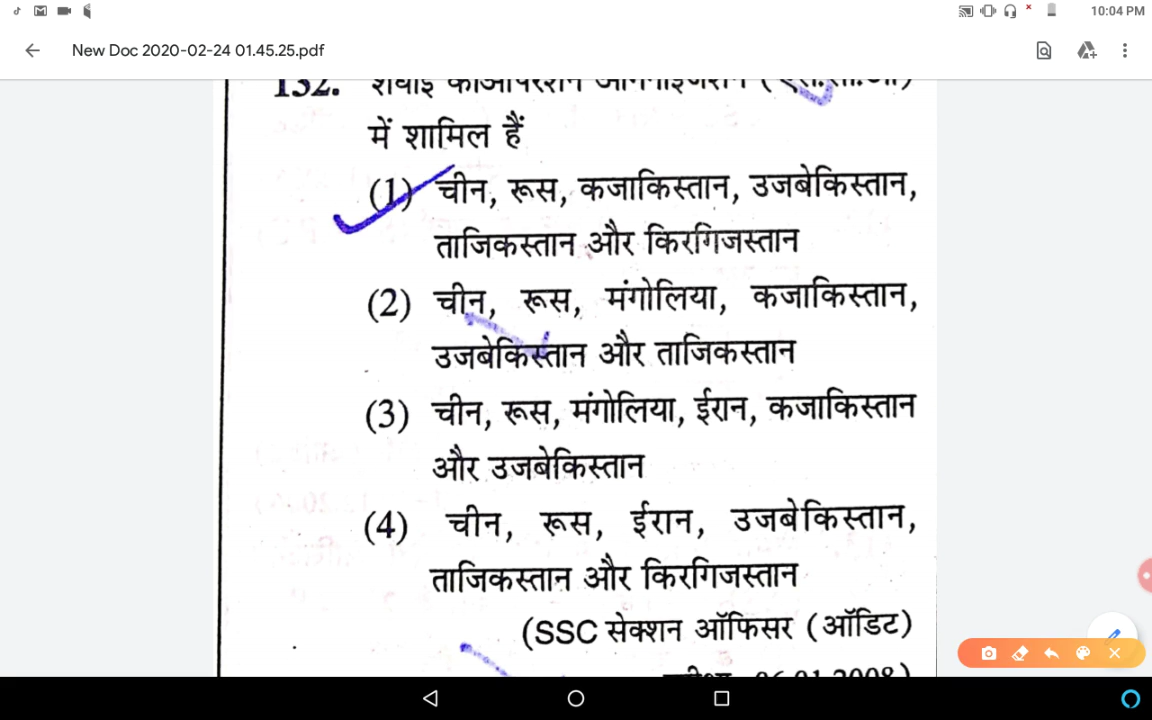 10:04 PM
New Doc 2020-02-24 01.45.25.pdf
132.
में शामिल हैं
(1) चीन, रूस, कजाकिस्तान, उजबेकिस्तान,
ताजिकस्तान और किरगिजस्तान
(2) चीन, रूस, मंगोलिया, कजाकिस्तान,
उजबेकिस्तान और ताजिकस्तान
(3) चीन, रूस, मंगोलिया, ईरान, कजाकिस्तान
और उजबेकिस्तान
(4) चीन, रूस, ईरान, उजबेकिस्तान,
ताजिकस्तान और किरगिजस्तान
(SSC सेक्शन ऑफिसर (ऑडिट)